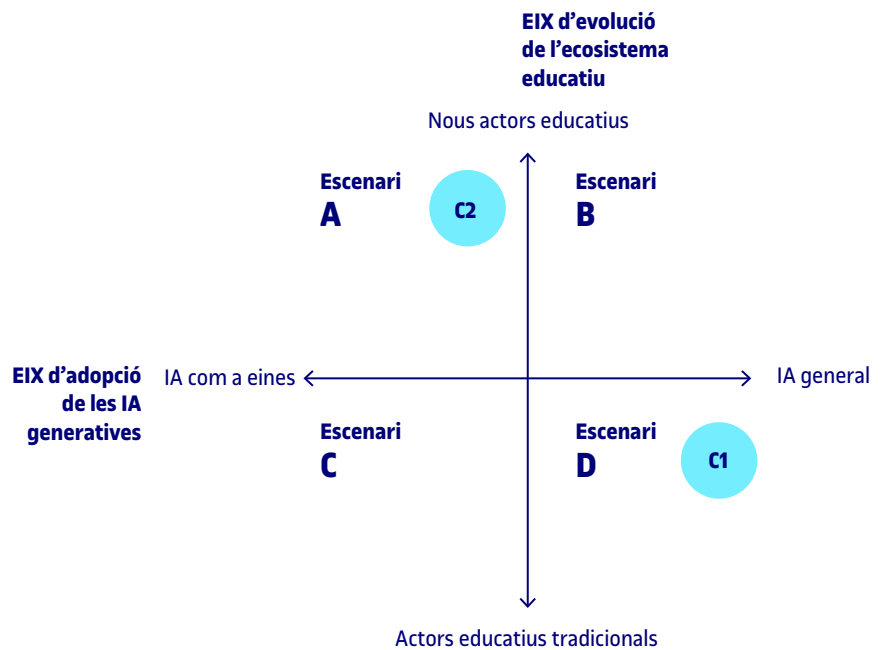 EIX d’evolució
de l’ecosistema
educatiu
Nous actors educatius
Escenari
A
C2
Escenari
B
EIX d’adopció
de les IA
generatives
IA com a eines
IA general
Escenari
C
Escenari
D
C1
Actors educatius tradicionals